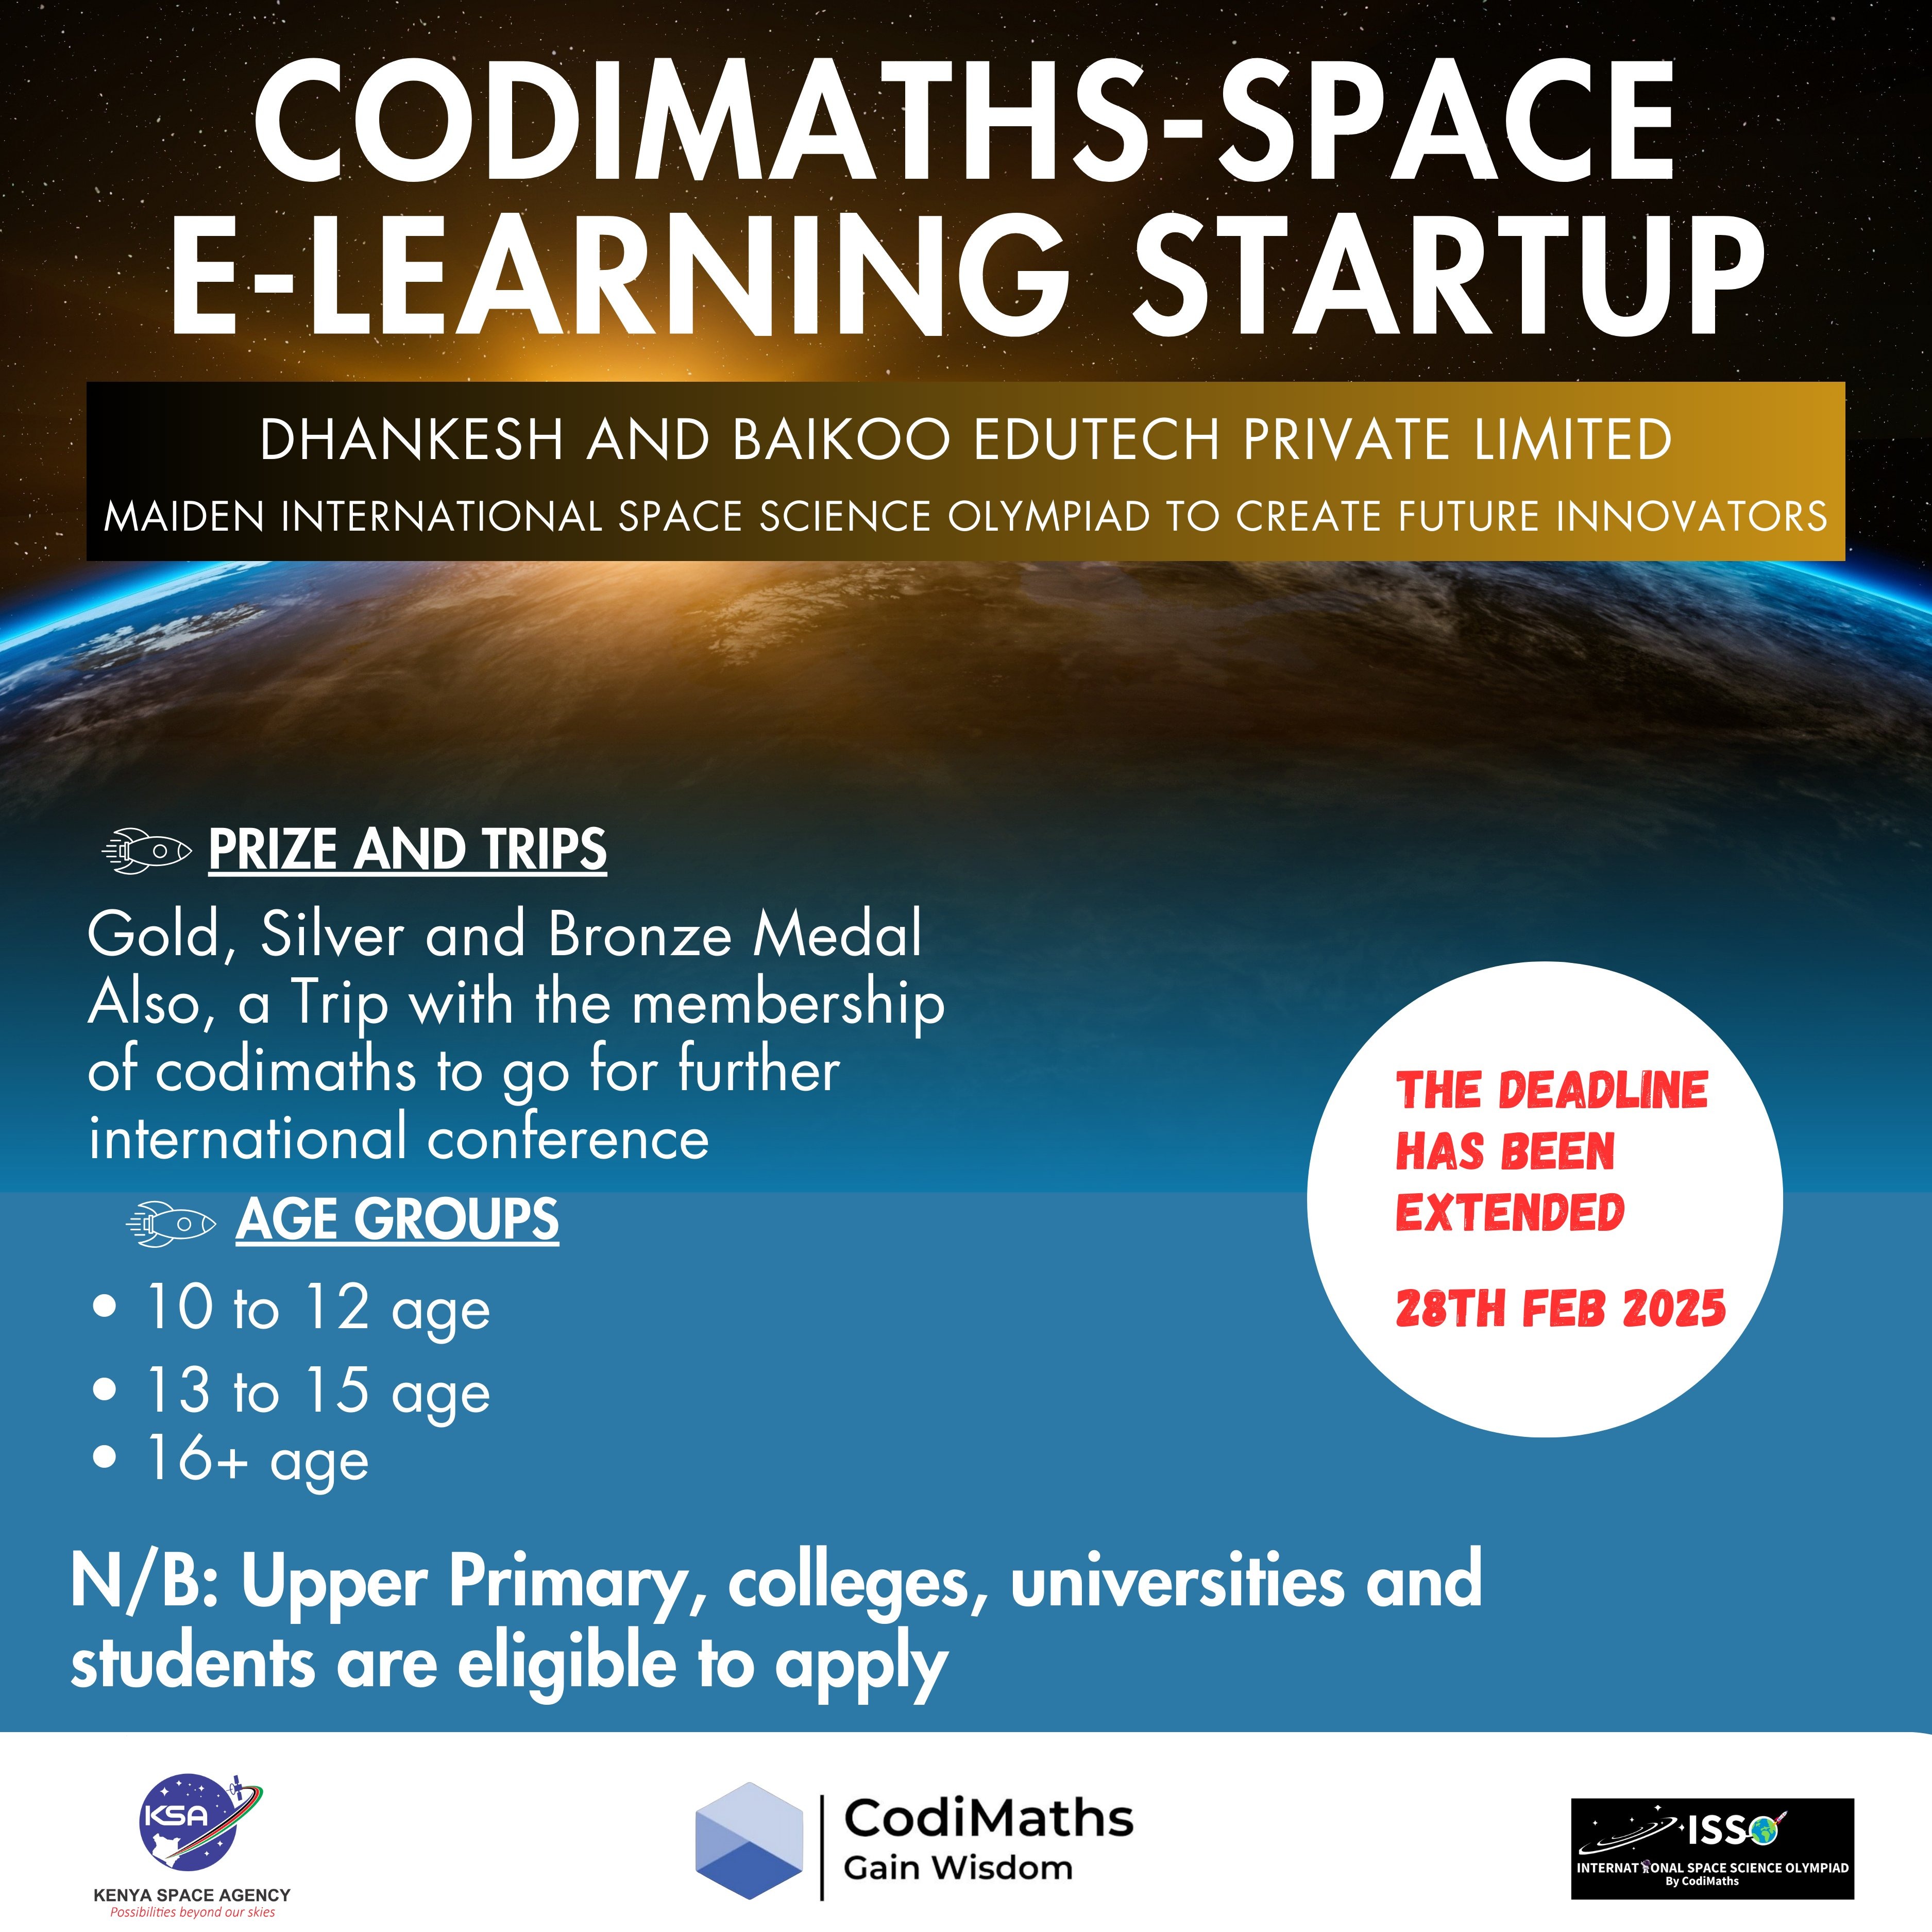 CODIMATHS-SPACE
E-LEARNING STARTUP
DHANKESH AND BAIKOO EDUTECH PRIVATE LIMITED
MAIDEN INTERNATIONAL SPACE SCIENCE OLYMPIAD TO CREATE FUTURE INNOVATORS
PRIZE AND TRIPS
Gold, Silver and Bronze Medal
Also, a Trip with the membership
of codimaths to go for further
international conference
THE DEADLINE
HAS BEEN
EXTENDED
28TH FEB 2025
AGE GROUPS
• 10 to 12 age
• 13 to 15 age
• 16+ age
N/B: Upper Primary, colleges, universities and
students are eligible to apply
KSA
KENYA SPACE AGENCY
Possibilities beyond our skies
CodiMaths
Gain Wisdom
ISSO
INTERNATIONAL SPACE SCIENCE OLYMPIAD
By CodiMaths